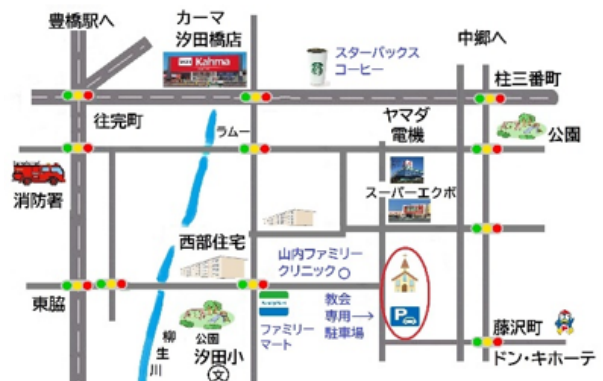 豊橋駅へ
カーマ
汐田橋店
Kahma
スターバックス
コーヒー
中郷へ
柱三番町
往完町
ラムー
ヤマダ
電機
公園
消防署
スーパーエクボ
西部住宅
山内ファミリー
クリニック
東脇
公園
汐田小
文
柳生川
FamilyMart
ファミリー
マート
教会
専用→
駐車場
P
藤沢町
ドン・キホーテ